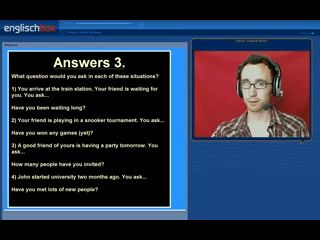 englischbox
Answers 3.
What question would you ask in each of these situations?
1) You arrive at the train station. Your friend is waiting for
you. You ask...
Have you been waiting long?
2) Your friend is playing in a snooker tournament. You ask...
Have you won any games (yet)?
3) A good friend of yours is having a party tomorrow. You
ask...
How many people have you invited?
4) John started university two months ago. You ask...
Have you met lots of new people?